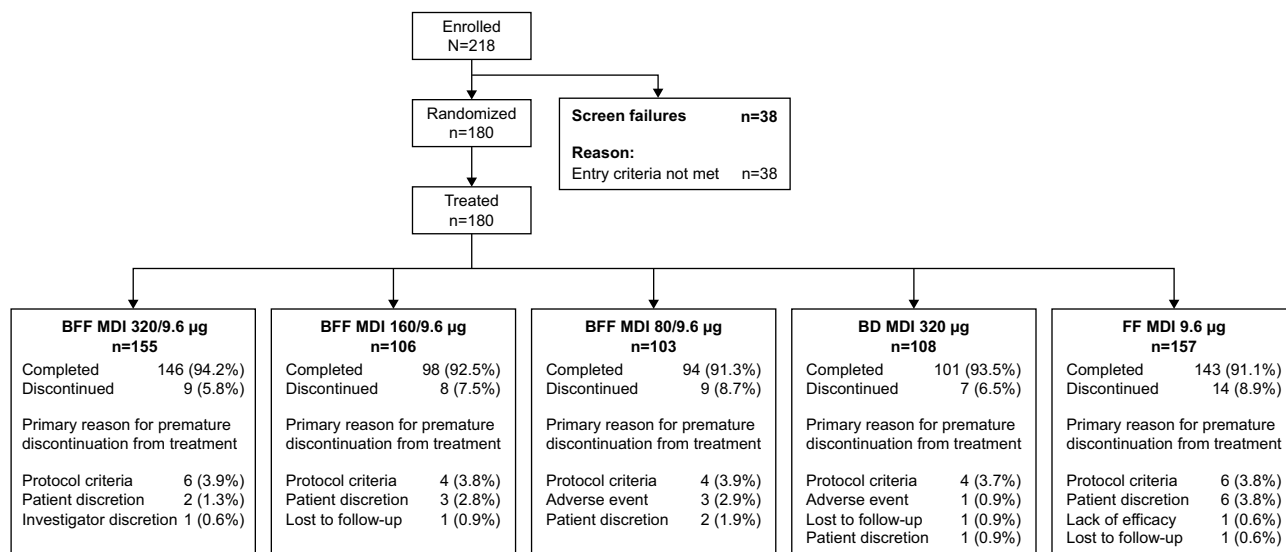 Enrolled
N=218
Randomized
n=180
Screen failures n=38
Reason:
Entry criteria not met n=38
Treated
n=180
BFF MDI 320/9.6 µg
n=155
Completed 146 (94.2%)
Discontinued 9 (5.8%)
Primary reason for premature
discontinuation from treatment
Protocol criteria 6 (3.9%)
Patient discretion 2 (1.3%)
Investigator discretion 1 (0.6%)
BFF MDI 160/9.6 µg
n=106
Completed 98 (92.5%)
Discontinued 8 (7.5%)
Primary reason for premature
discontinuation from treatment
Protocol criteria 4 (3.8%)
Patient discretion 3 (2.8%)
Lost to follow-up 1 (0.9%)
BFF MDI 80/9.6 µg
n=103
Completed 94 (91.3%)
Discontinued 9 (8.7%)
Primary reason for premature
discontinuation from treatment
Protocol criteria 4 (3.9%)
Adverse event 3 (2.9%)
Patient discretion 2 (1.9%)
BD MDI 320 µg
n=108
Completed 101 (93.5%)
Discontinued 7 (6.5%)
Primary reason for premature
discontinuation from treatment
Protocol criteria 4 (3.7%)
Adverse event 1 (0.9%)
Lost to follow-up 1 (0.9%)
Patient discretion 1 (0.9%)
FF MDI 9.6 µg
n=157
Completed 143 (91.1%)
Discontinued 14 (8.9%)
Primary reason for premature
discontinuation from treatment
Protocol criteria 6 (3.8%)
Patient discretion 6 (3.8%)
Lack of efficacy 1 (0.6%)
Lost to follow-up 1 (0.6%)